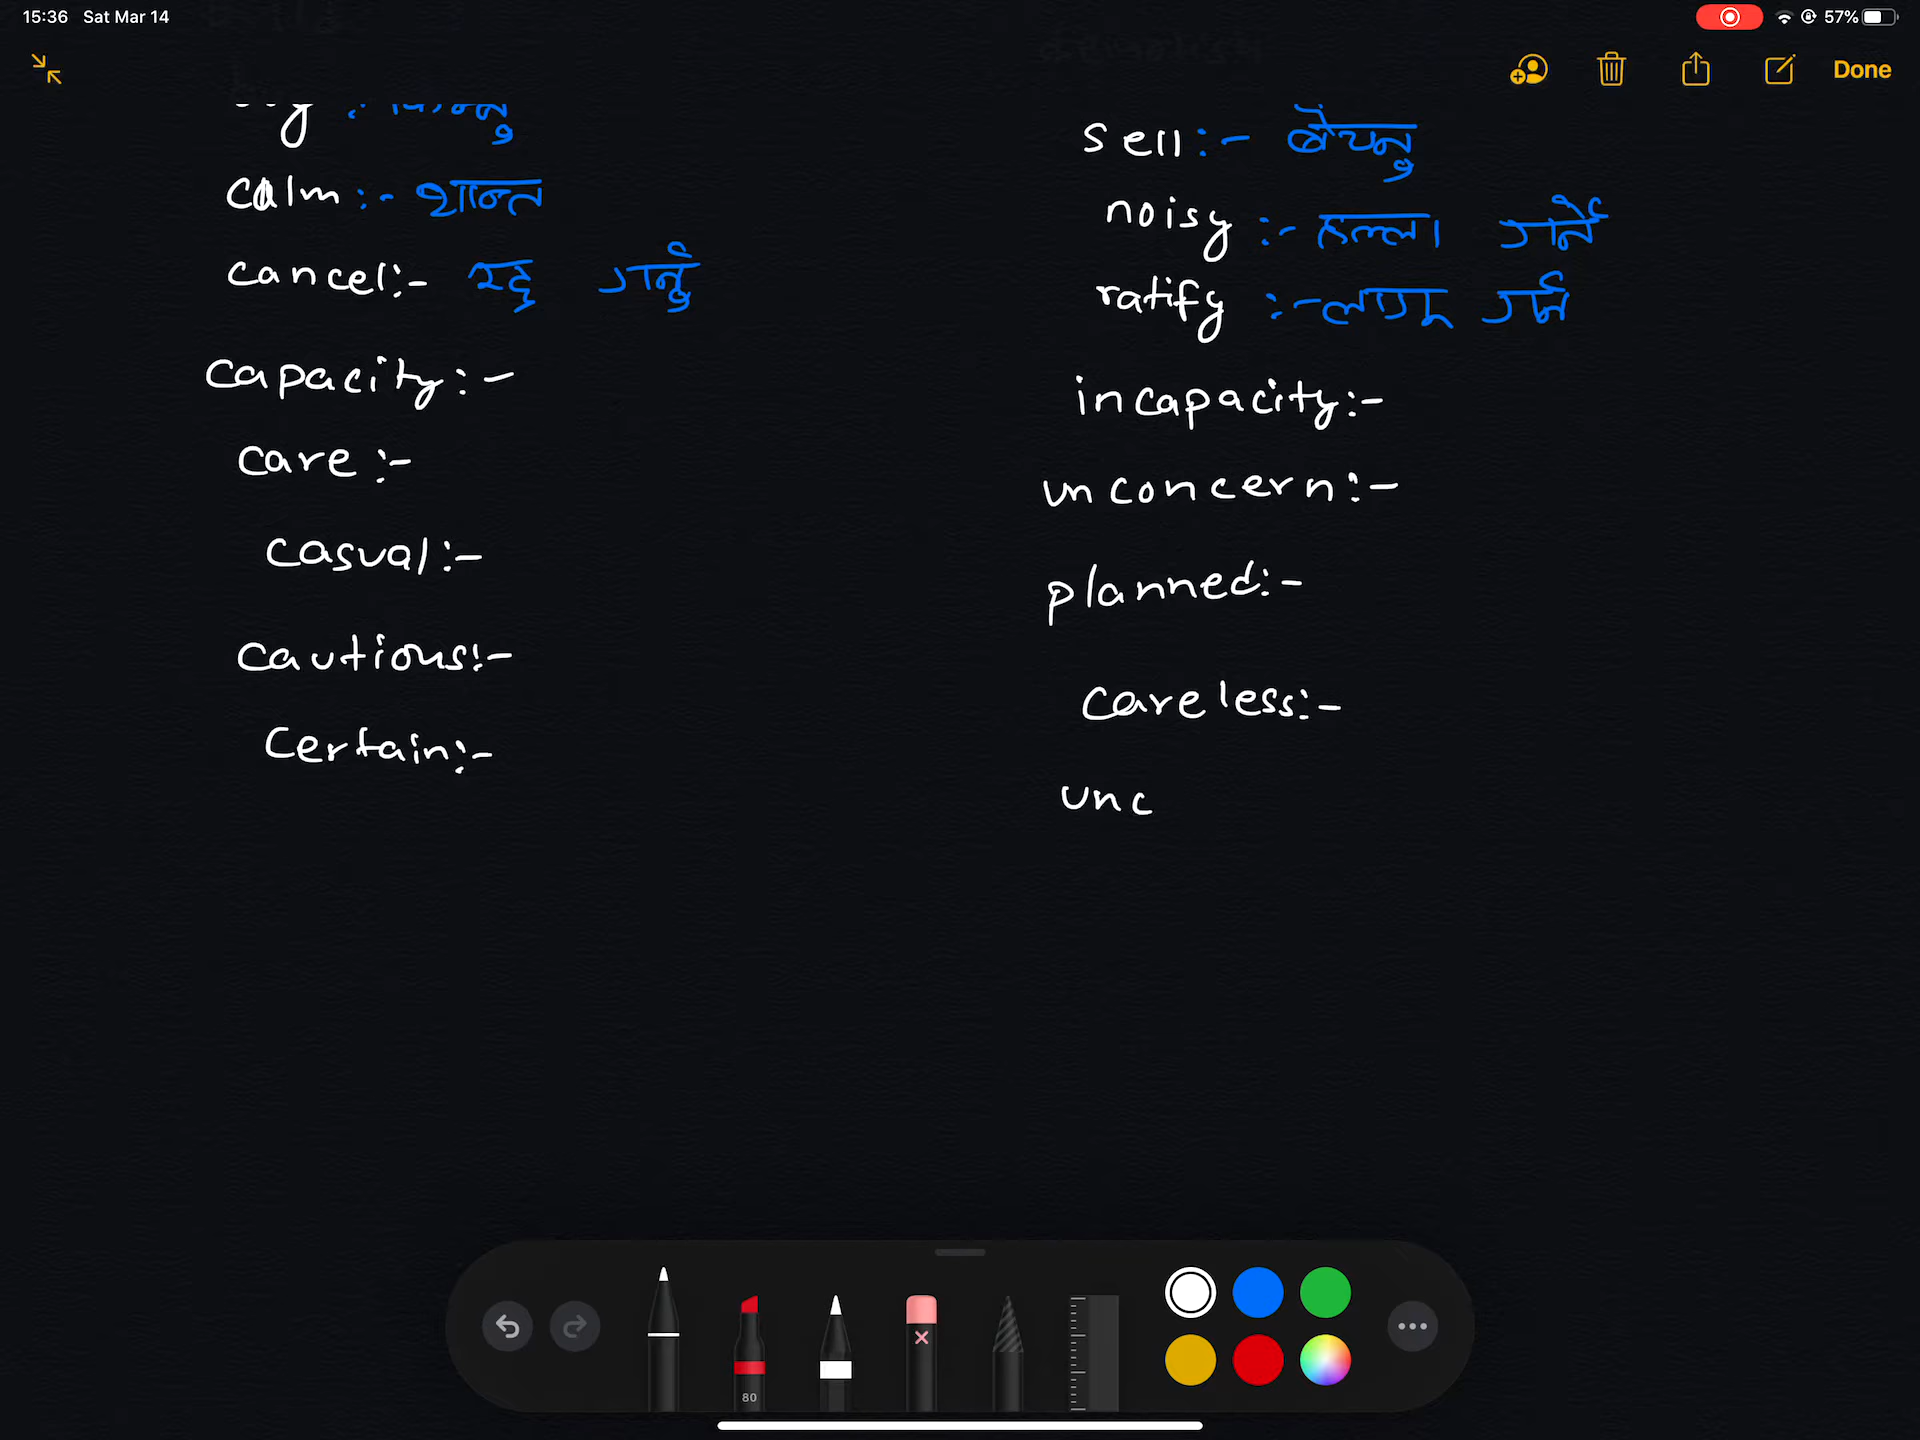 15:36 Sat Mar 14 57%
Done
calm:- शान्त
cancel:- रद्द गर्नु
capacity:-
care:-
casual:-
cautious:-
certain:-
sell:- बेच्नु
noisy:- हल्ला गर्ने
ratify:- लागू गर्ने
incapacity:-
unconcern:-
planned:-
careless:-
unc
80